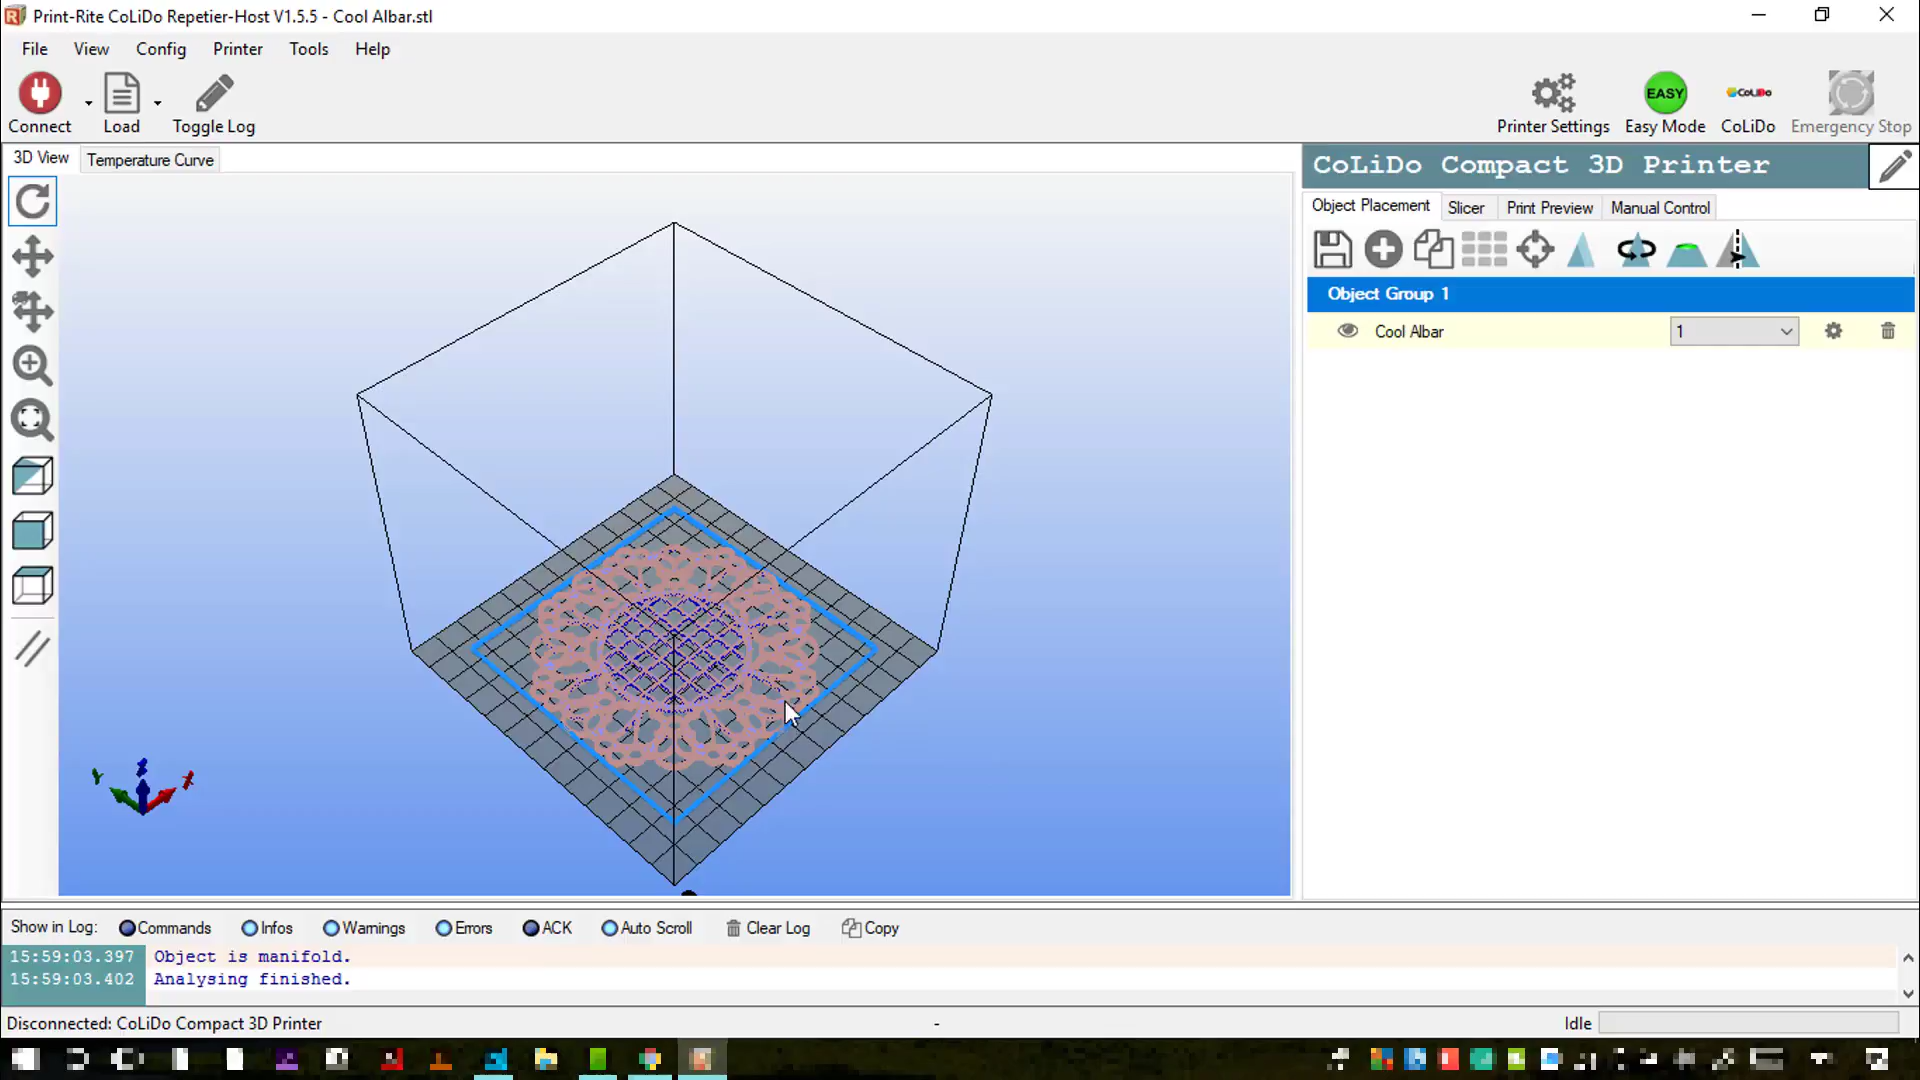 Print-Rite CoLiDo Repetier-Host V1.5.5 - Cool Albar.stl
File View Config Printer Tools Help
Connect Load Toggle Log Printer Settings EASY Easy Mode CoLiDo CoLiDo Emergency Stop
3D View Temperature Curve
CoLiDo Compact 3D Printer
Object Placement Slicer Print Preview Manual Control
Object Group 1
Cool Albar 1
Y Z X
Show in Log: Commands Infos Warnings Errors ACK Auto Scroll Clear Log Copy
15:59:03.397 Object is manifold.
15:59:03.402 Analysing finished.
Disconnected: CoLiDo Compact 3D Printer - Idle